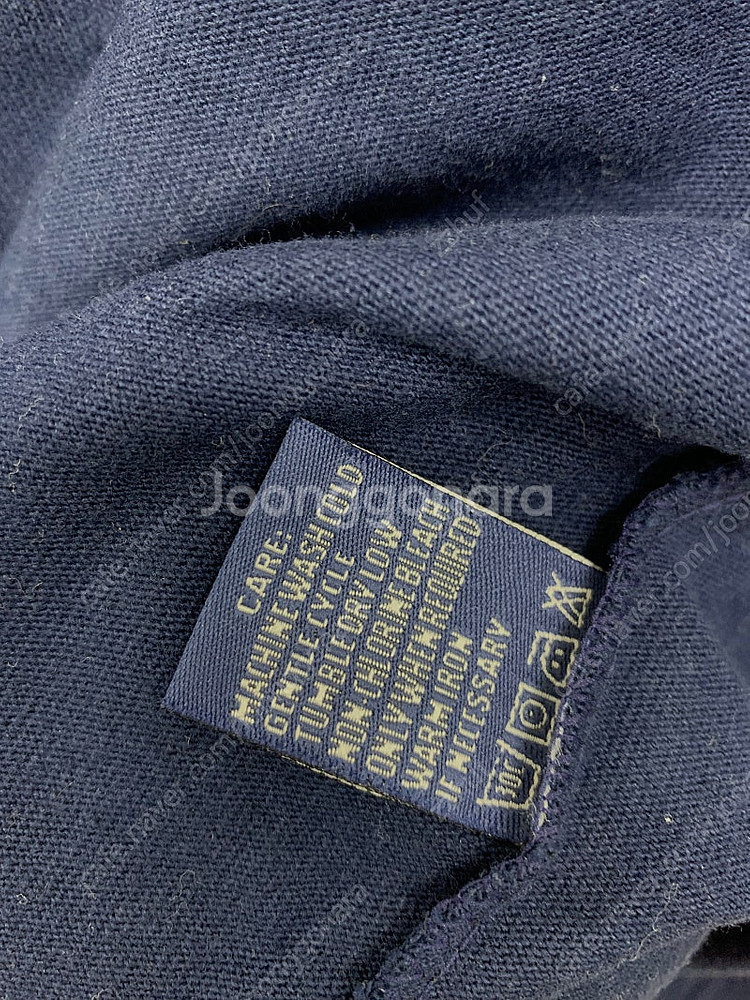 CARE:
MACHINE WASH COLD
GENTLE CYCLE
TUMBLE DRY LOW
NON CHLORINE BLEACH
ONLY WHEN REQUIRED
WARM IRON
IF NECESSARY
Joonggonara